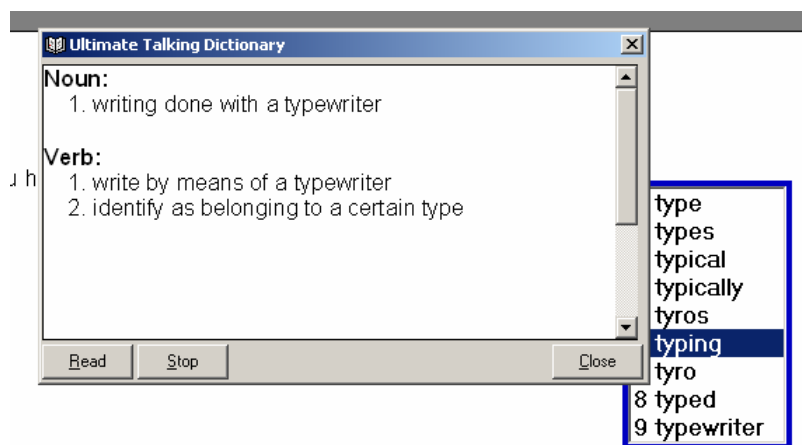 Ultimate Talking Dictionary
Noun:
1. writing done with a typewriter
Verb:
1. write by means of a typewriter
2. identify as belonging to a certain type
Read Stop Close
type
types
typical
typically
tyros
typing
tyro
8 typed
9 typewriter